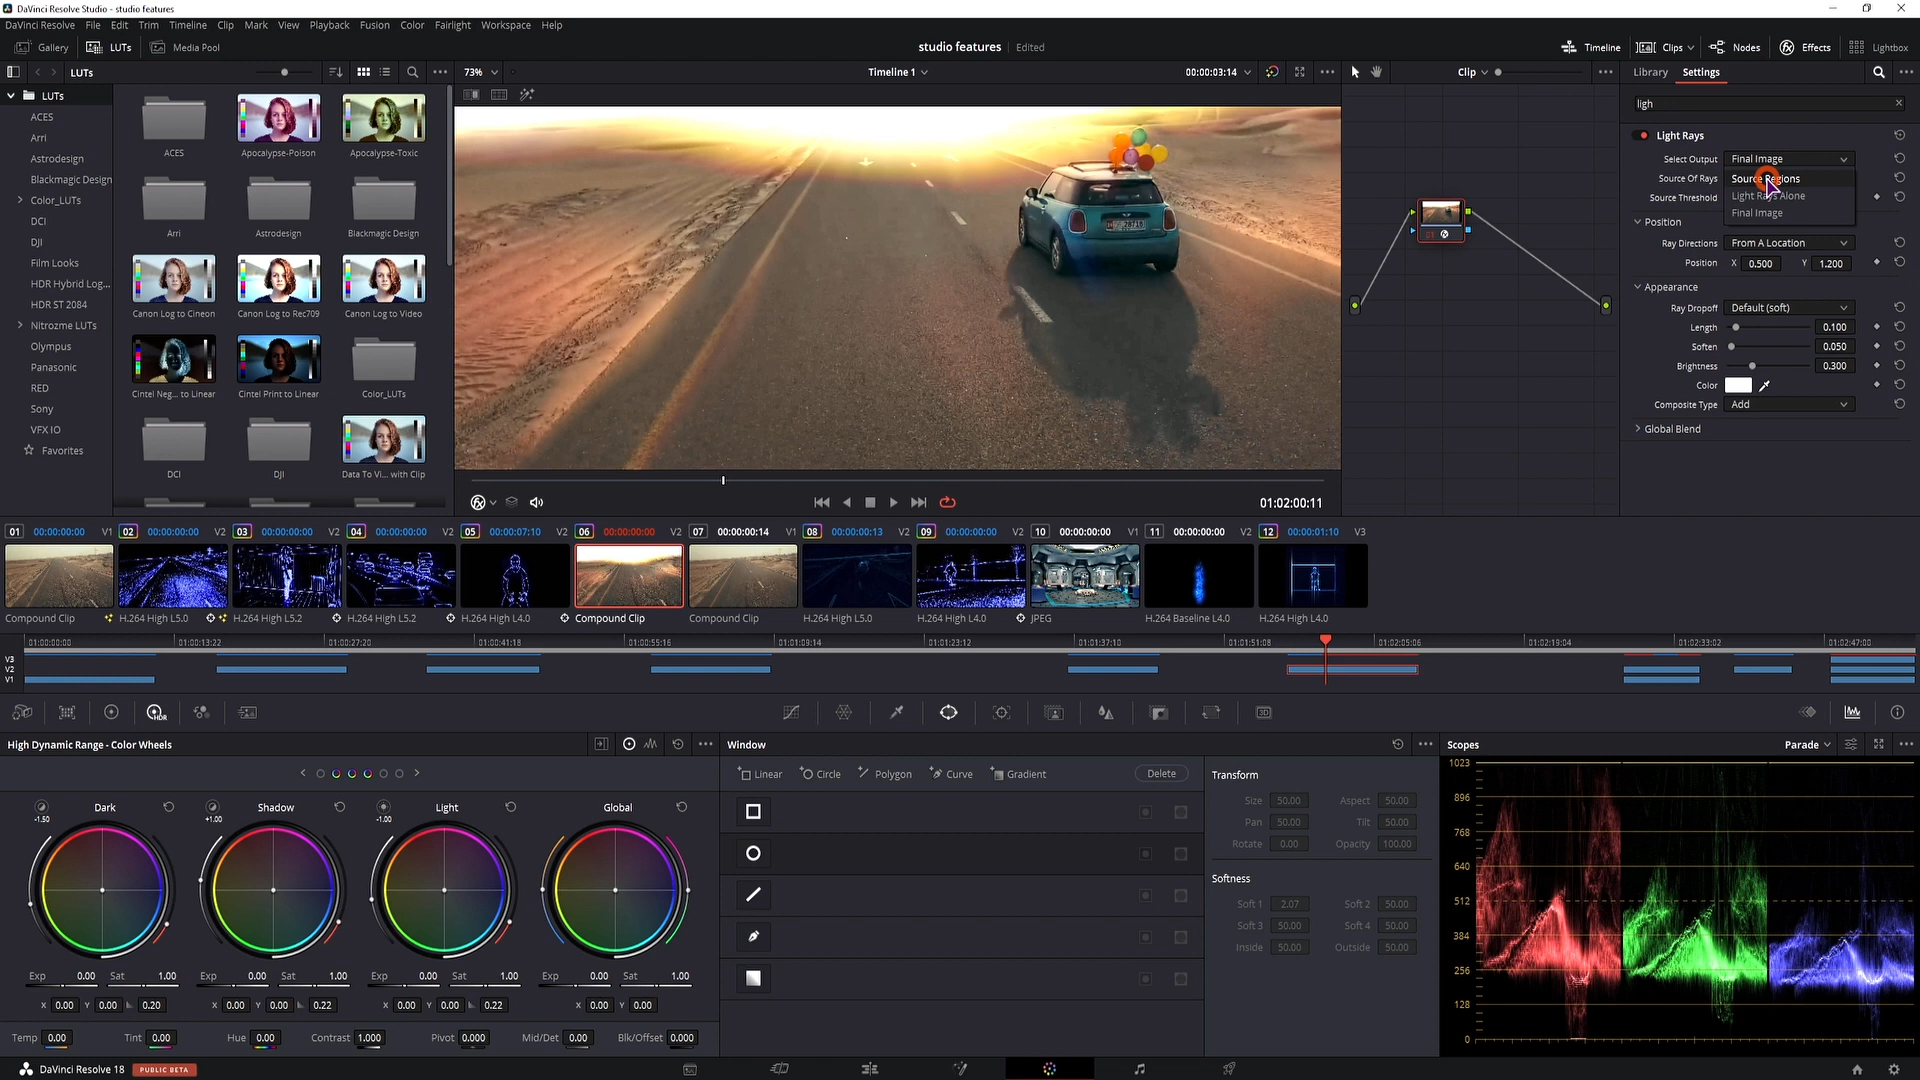 DaVinci Resolve Studio - studio features
DaVinci Resolve File Edit Trim Timeline Clip Mark View Playback Fusion Color Fairlight Workspace Help
Gallery LUTs Media Pool studio features Edited Timeline Clips Nodes Effects Lightbox
LUTs 73% Timeline 1 00:00:03:14 Clip Library Settings
LUTs
ACES
Arri
Astrodesign
Blackmagic Design
Color_LUTs
DCI
DJI
Film Looks
HDR Hybrid Log...
HDR ST 2084
Nitrozme LUTs
Olympus
Panasonic
RED
Sony
VFX IO
Favorites
ACES Apocalypse-Poison Apocalypse-Toxic
Arri Astrodesign Blackmagic Design
Canon Log to Cineon Canon Log to Rec709 Canon Log to Video
Cintel Neg... to Linear Cintel Print to Linear Color_LUTs
DCI DJI Data To Vi... with Clip
01:02:00:11
ligh
Light Rays
Select Output Final Image
Source Of Rays Source Regions
Light Rays Alone
Source Threshold
Final Image
Position
Ray Directions From A Location
Position X 0.500 Y 1.200
Appearance
Ray Dropoff Default (soft)
Length 0.100
Soften 0.050
Brightness 0.300
Color
Composite Type Add
Global Blend
01 00:00:00:00 V1 02 00:00:00:00 V2 03 00:00:00:00 V2 04 00:00:00:00 V2 05 00:00:07:10 V2 06 00:00:00:00 V2 07 00:00:00:14 V1 08 00:00:00:13 V2 09 00:00:00:00 V2 10 00:00:00:00 V1 11 00:00:00:00 V2 12 00:00:01:10 V3
Compound Clip H.264 High L5.0 H.264 High L5.2 H.264 High L5.2 H.264 High L4.0 Compound Clip Compound Clip H.264 High L5.0 H.264 High L4.0 JPEG H.264 Baseline L4.0 H.264 High L4.0
01:00:00:00 01:00:13:22 01:00:27:20 01:00:41:18 01:00:55:16 01:01:09:14 01:01:23:12 01:01:37:10 01:01:51:08 01:02:05:06 01:02:19:04 01:02:33:02 01:02:47:00
V3
V2
V1
High Dynamic Range - Color Wheels
Dark Shadow Light Global
-1.50 +1.00 -1.00
Exp 0.00 Sat 1.00 Exp 0.00 Sat 1.00 Exp 0.00 Sat 1.00 Exp 0.00 Sat 1.00
X 0.00 Y 0.00 0.20 X 0.00 Y 0.00 0.22 X 0.00 Y 0.00 0.22 X 0.00 Y 0.00
Temp 0.00 Tint 0.00 Hue 0.00 Contrast 1.000 Pivot 0.000 Mid/Det 0.00 Blk/Offset 0.000
Window
Linear Circle Polygon Curve Gradient Delete
Transform
Size 50.00 Aspect 50.00
Pan 50.00 Tilt 50.00
Rotate 0.00 Opacity 100.00
Softness
Soft 1 2.07 Soft 2 50.00
Soft 3 50.00 Soft 4 50.00
Inside 50.00 Outside 50.00
Scopes Parade
1023
896
768
640
512
384
256
128
0
DaVinci Resolve 18 PUBLIC BETA